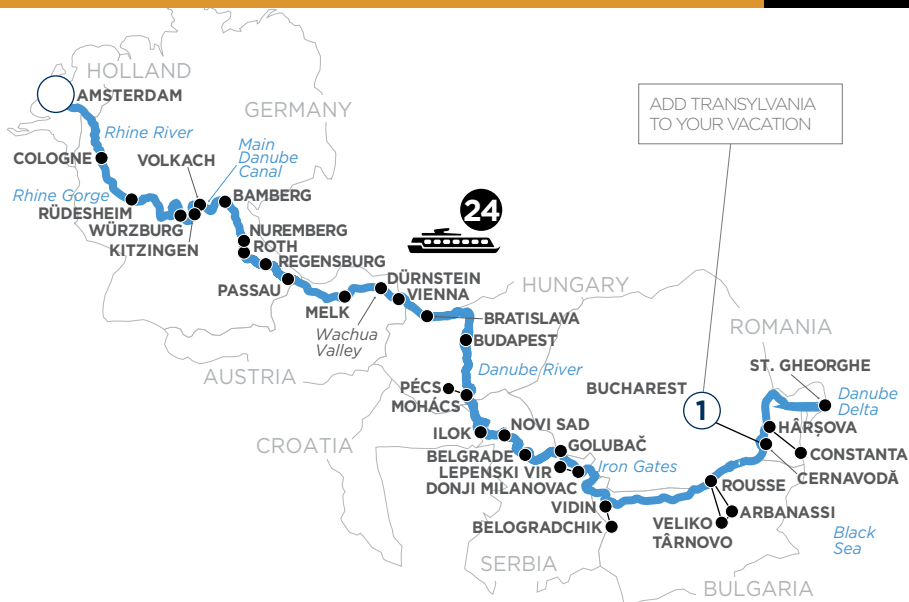 HOLLAND
AMSTERDAM
GERMANY
ADD TRANSYLVANIA
TO YOUR VACATION
Rhine River
Main
Danube
Canal
COLOGNE
VOLKACH
Rhine Gorge
BAMBERG
RÜDESHEIM
WÜRZBURG
KITZINGEN
24
NUREMBERG
ROTH
REGENSBURG
PASSAU
DÜRNSTEIN
VIENNA
HUNGARY
MELK
Wachua
Valley
BRATISLAVA
ROMANIA
BUDAPEST
AUSTRIA
Danube River
ST. GHEORGHE
PÉCS
MOHÁCS
BUCHAREST
1
Danube
Delta
CROATIA
ILOK
NOVI SAD
HÂRȘOVA
GOLUBAČ
BELGRADE
LEPENSKI VIR
DONJI MILANOVAC
Iron Gates
CONSTANTA
CERNAVODĂ
ROUSSE
VIDIN
BELOGRADCHIK
ARBANASSI
VELIKO
TÂRNOVO
Black
Sea
SERBIA
BULGARIA